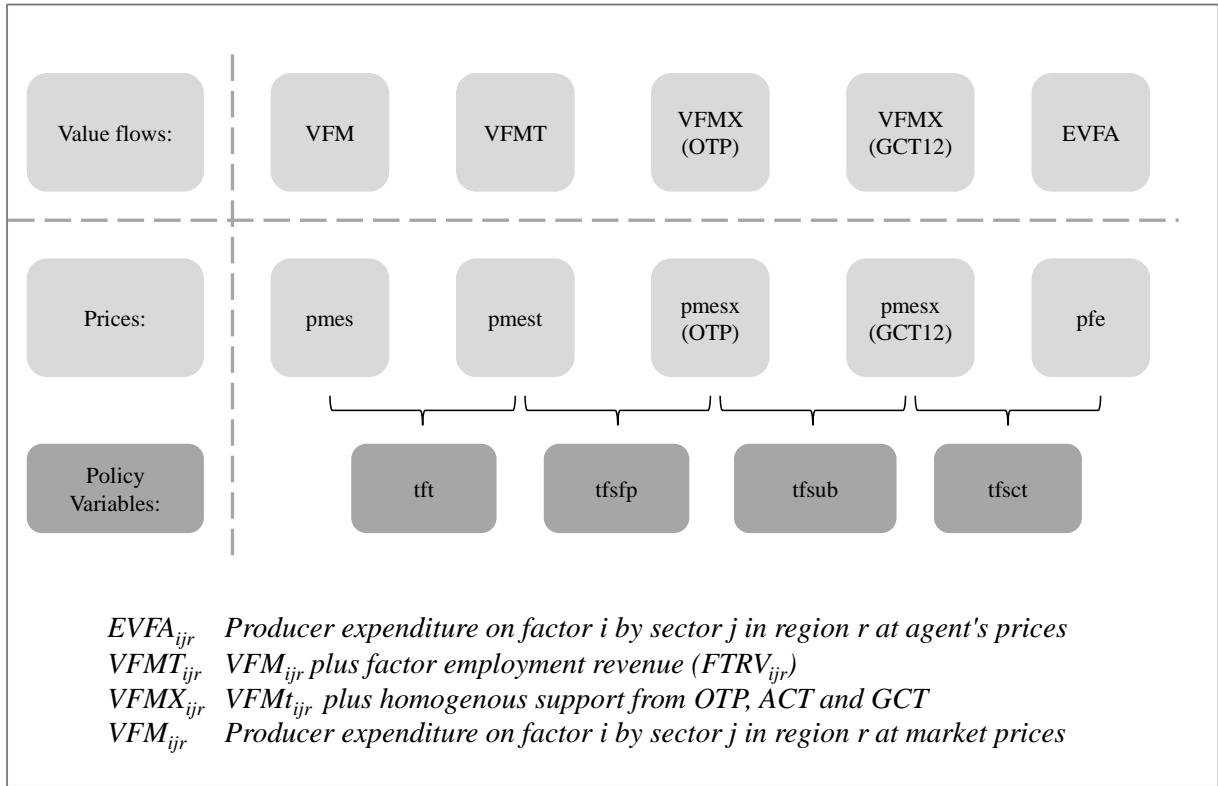 Value flows:
VFM
VFMT
VFMX
(OTP)
VFMX
(GCT12)
EVFA
Prices:
pmes
pmest
pmesx
(OTP)
pmesx
(GCT12)
pfe
Policy
Variables:
tft
tfsfp
tfsub
tfsct
EVFAijr Producer expenditure on factor i by sector j in region r at agent's prices
VFMTijr VFMijr plus factor employment revenue (FTRVijr)
VFMXijr VFMtijr plus homogenous support from OTP, ACT and GCT
VFMijr Producer expenditure on factor i by sector j in region r at market prices